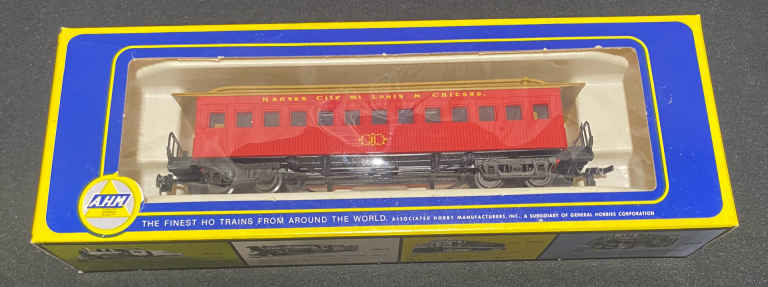 Kansas City St. Louis & Chicago.
AHM
THE FINEST HO TRAINS FROM AROUND THE WORLD. ASSOCIATED HOBBY MANUFACTURERS, INC., A SUBSIDIARY OF GENERAL HOBBIES CORPORATION